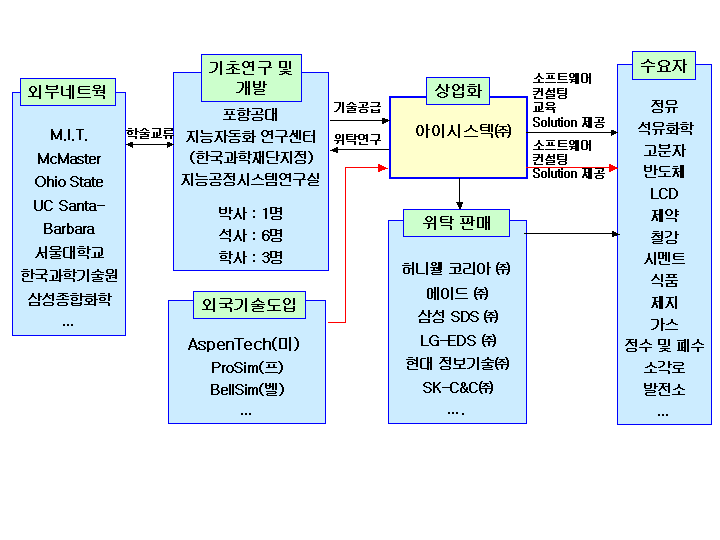 외부네트웍
M.I.T.
McMaster
Ohio State
UC Santa-
Barbara
서울대학교
한국과학기술원
삼성종합화학
...
학술교류
기초연구 및
개발
포항공대
지능자동화 연구센터
(한국과학재단지정)
지능공정시스템연구실
박사 : 1명
석사 : 6명
학사 : 3명
외국기술도입
AspenTech(미)
ProSim(프)
BellSim(벨)
...
기술공급
위탁연구
상업화
아이시스텍㈜
위탁 판매
허니웰 코리아 ㈜
에이드 ㈜
삼성 SDS ㈜
LG-EDS ㈜
현대 정보기술㈜
SK-C&C㈜
....
소프트웨어
컨설팅
교육
Solution 제공
소프트웨어
컨설팅
Solution 제공
수요자
정유
석유화학
고분자
반도체
LCD
제약
철강
시멘트
식품
제지
가스
정수 및 폐수
소각로
발전소
...